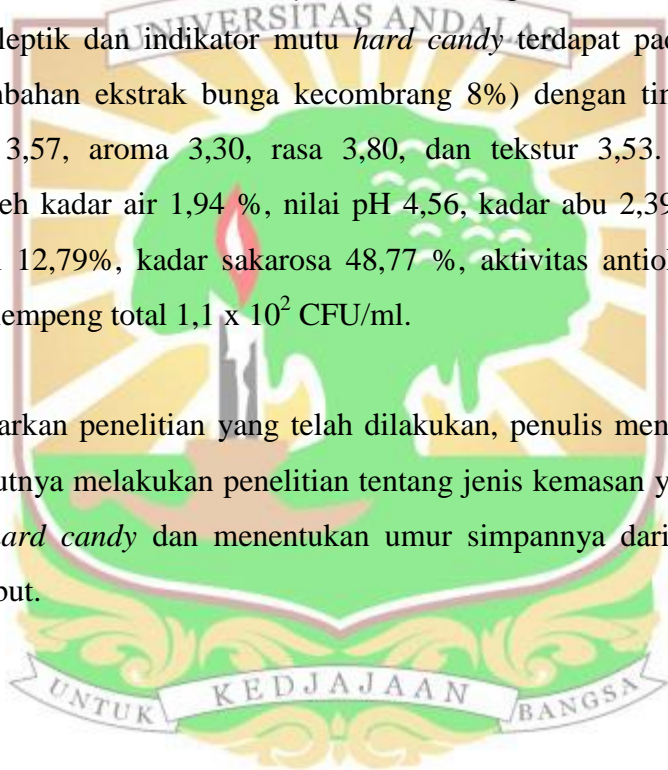 UNIVERSITAS ANDALAS
leptik dan indikator mutu hard candy terdapat pad
nbahan ekstrak bunga kecombrang 8%) dengan tin
3,57, aroma 3,30, rasa 3,80, dan tekstur 3,53.
eh kadar air 1,94 %, nilai pH 4,56, kadar abu 2,39
12,79%, kadar sakarosa 48,77 %, aktivitas antiol
empeng total 1,1 x 10² CFU/ml.
arkan penelitian yang telah dilakukan, penulis men
utnya melakukan penelitian tentang jenis kemasan y
hard candy dan menentukan umur simpannya dari
but.
UNTUK KEDJAJAAN BANGSA